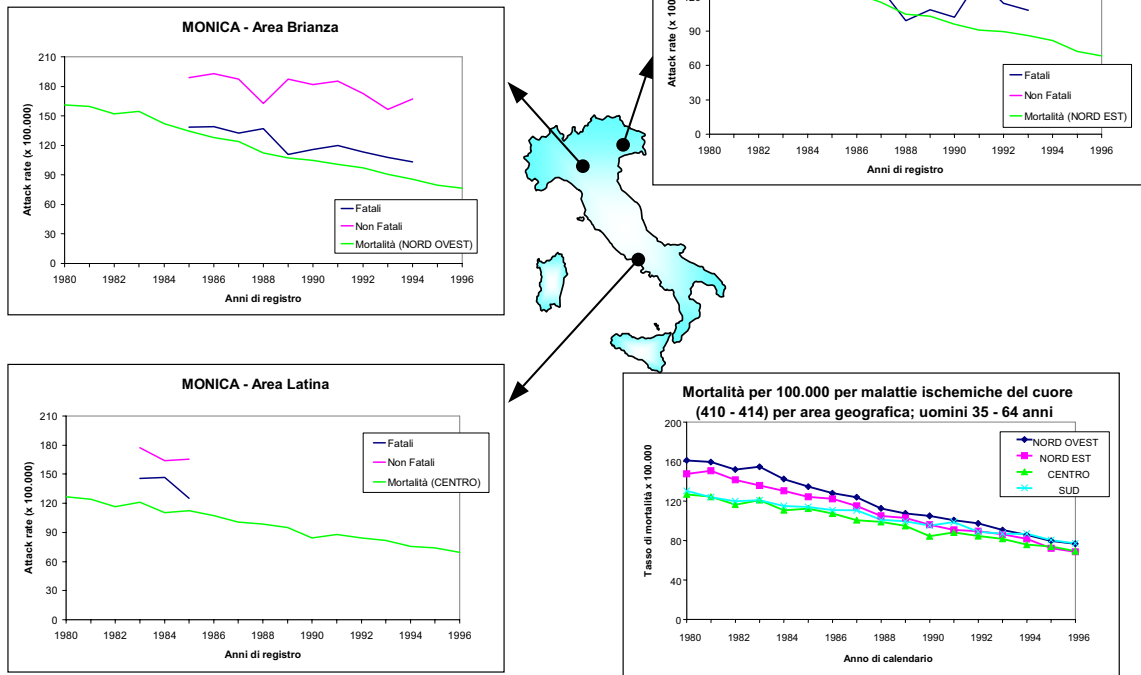 MONICA - Area Brianza
Attack rate (x 100.000)
210
180
150
120
90
60
30
0
1980 1982 1984 1986 1988 1990 1992 1994 1996
Anni di registro
Fatali
Non Fatali
Mortalità (NORD OVEST)
Attack rate (x 100
90
60
30
0
1980 1982 1984 1986 1988 1990 1992 1994 1996
Anni di registro
Fatali
Non Fatali
Mortalità (NORD EST)
MONICA - Area Latina
Attack rate (x 100.000)
210
180
150
120
90
60
30
0
1980 1982 1984 1986 1988 1990 1992 1994 1996
Anni di registro
Fatali
Non Fatali
Mortalità (CENTRO)
Mortalità per 100.000 per malattie ischemiche del cuore
(410 - 414) per area geografica; uomini 35 - 64 anni
Tasso di mortalità x 100.000
200
160
120
80
40
0
1980 1982 1984 1986 1988 1990 1992 1994 1996
Anno di calendario
NORD OVEST
NORD EST
CENTRO
SUD